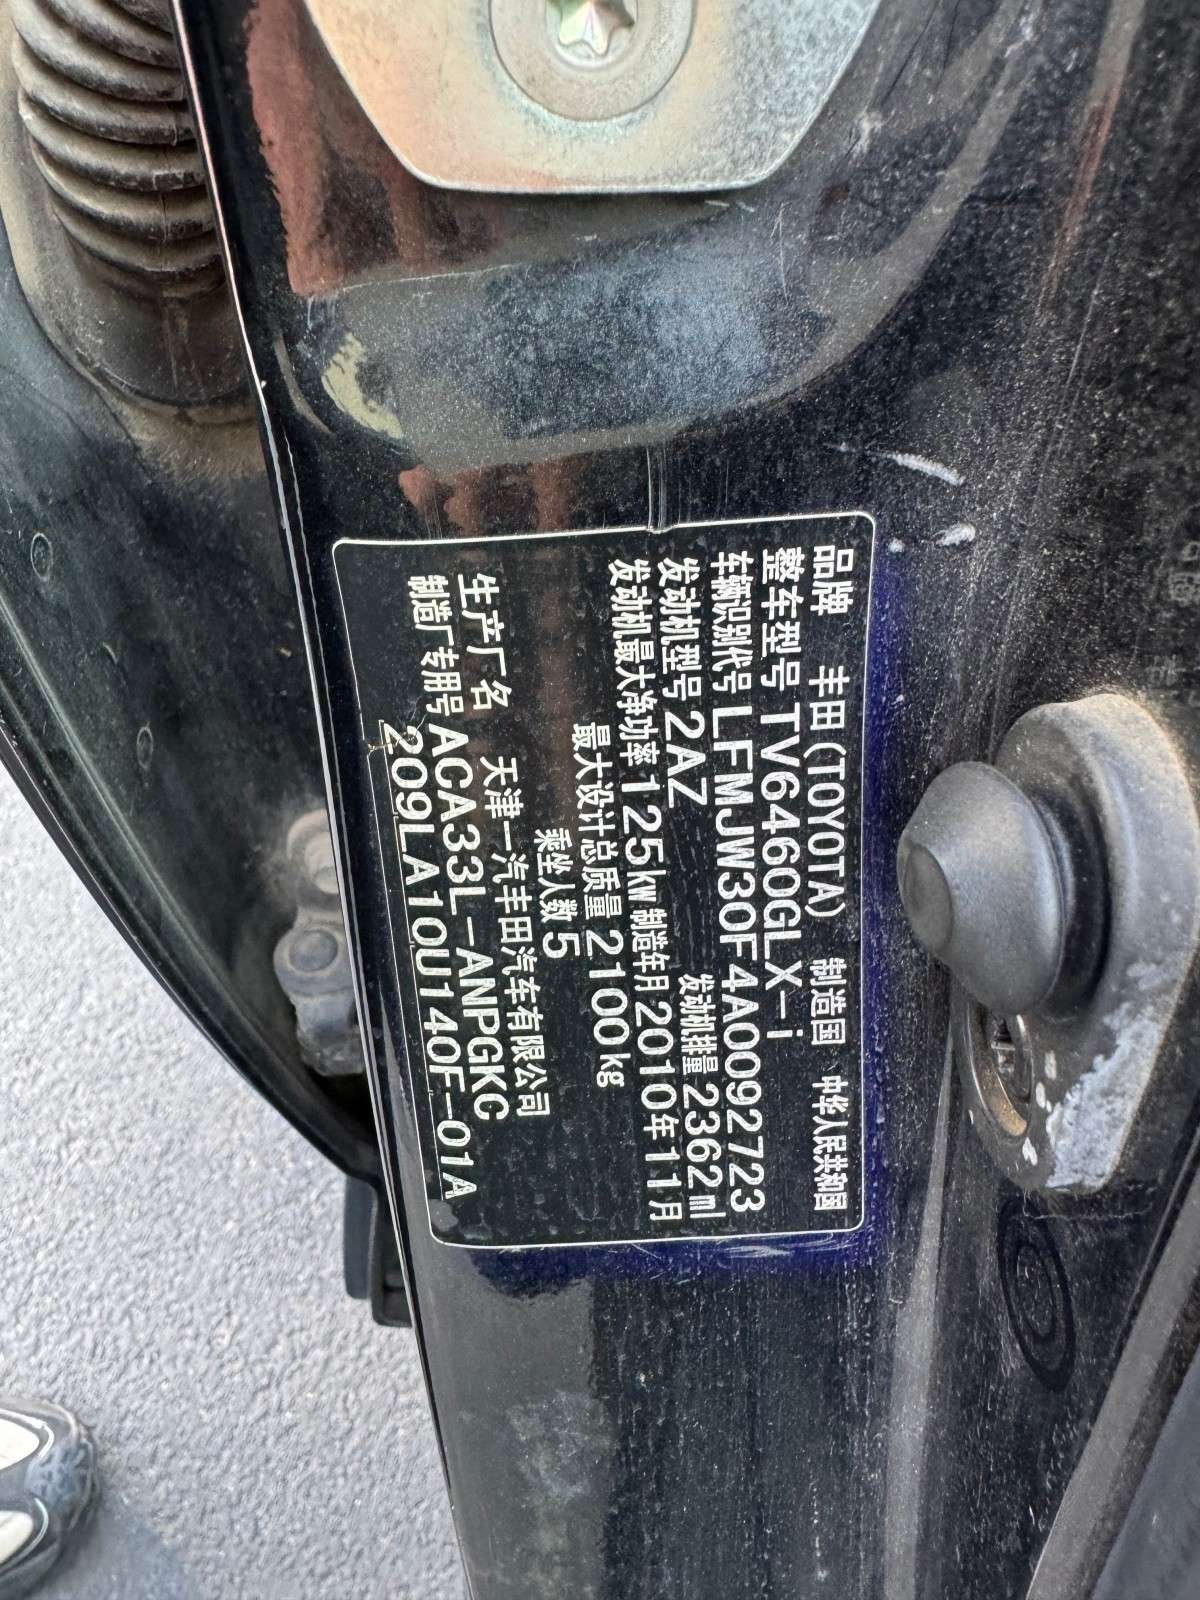 品牌 丰田(TOYOTA) 制造国 中华人民共和国
整车型号 TV6460GLX-i
车辆识别代号 LFMJW30F4A0092723
发动机型号 2AZ 发动机排量 2362ml
发动机最大净功率 125kW 制造年月 2010年11月
最大设计总质量 2100kg
乘坐人数 5
生产厂名 天津一汽丰田汽车有限公司
制造厂专用号 ACA33L-ANPGKC
209LA10U140F-01A